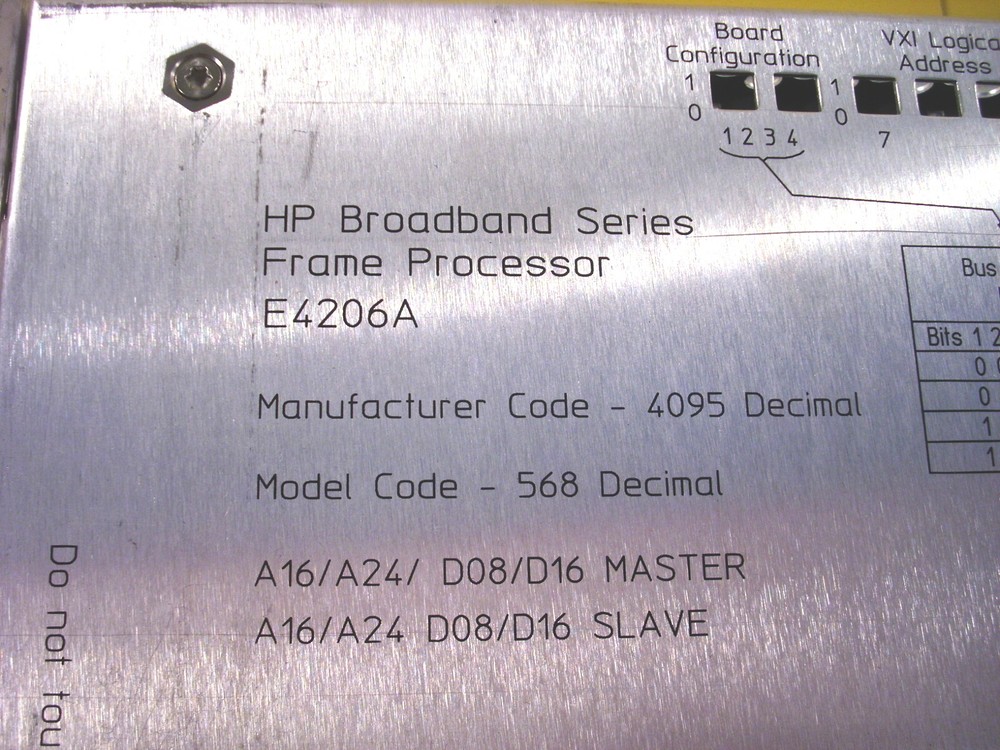 Board
Configuration
VXI
Address
1
0
1
0
1 2 3 4
7
HP Broadband Series
Frame Processor
E4206A
Bus
Bits 1 2
0
0
1
1
Manufacturer Code - 4095 Decimal
Model Code - 568 Decimal
A16/A24/ D08/D16 MASTER
A16/A24 D08/D16 SLAVE
Do not